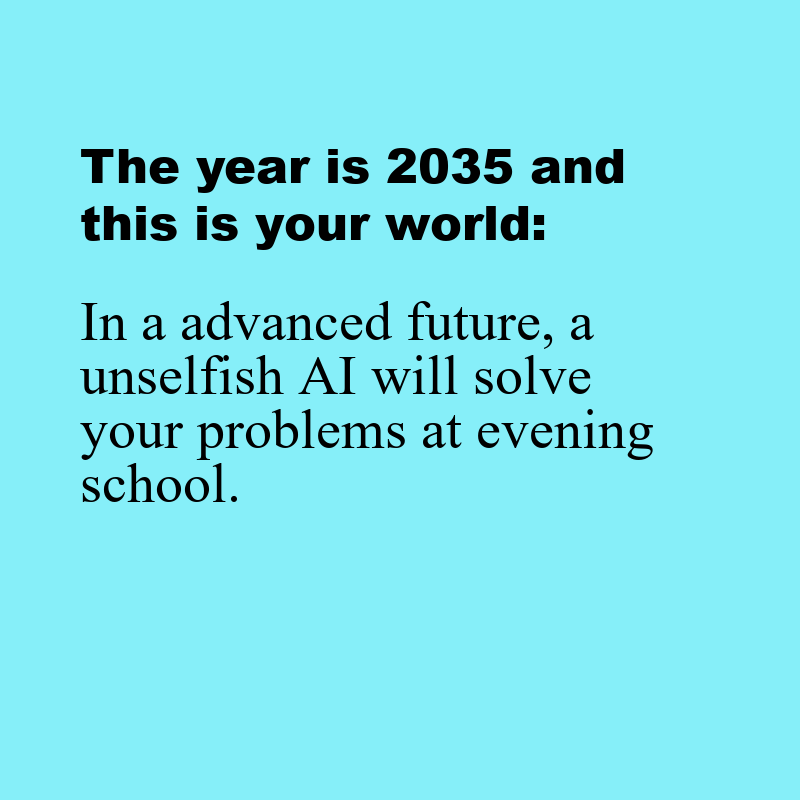 The year is 2035 and
this is your world:
In a advanced future, a
unselfish AI will solve
your problems at evening
school.